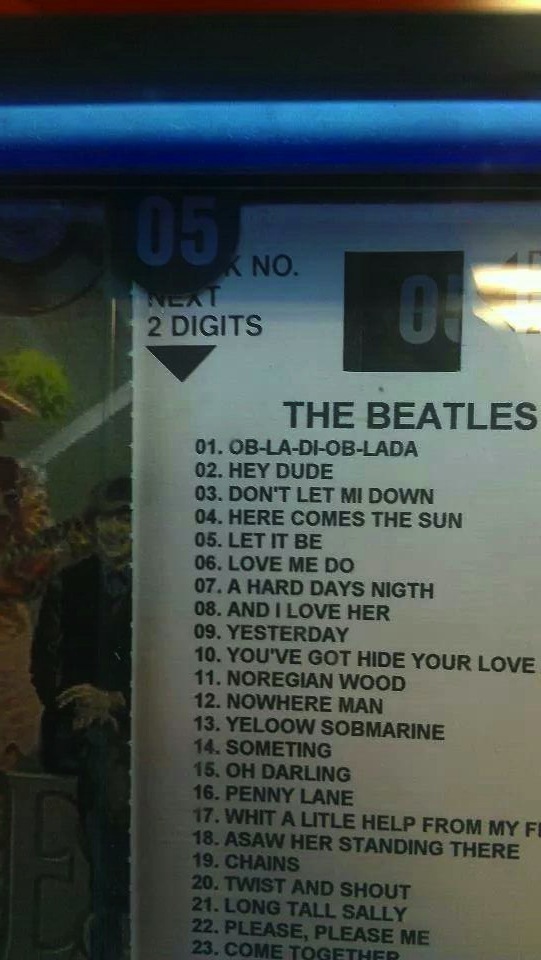 05
K NO.
NEXT
2 DIGITS
05
THE BEATLES
01. OB-LA-DI-OB-LADA
02. HEY DUDE
03. DON'T LET MI DOWN
04. HERE COMES THE SUN
05. LET IT BE
06. LOVE ME DO
07. A HARD DAYS NIGTH
08. AND I LOVE HER
09. YESTERDAY
10. YOU'VE GOT HIDE YOUR LOVE
11. NOREGIAN WOOD
12. NOWHERE MAN
13. YELOOW SOBMARINE
14. SOMETING
15. OH DARLING
16. PENNY LANE
17. WHIT A LITLE HELP FROM MY F
18. ASAW HER STANDING THERE
19. CHAINS
20. TWIST AND SHOUT
21. LONG TALL SALLY
22. PLEASE, PLEASE ME
23. COME TOGETHER